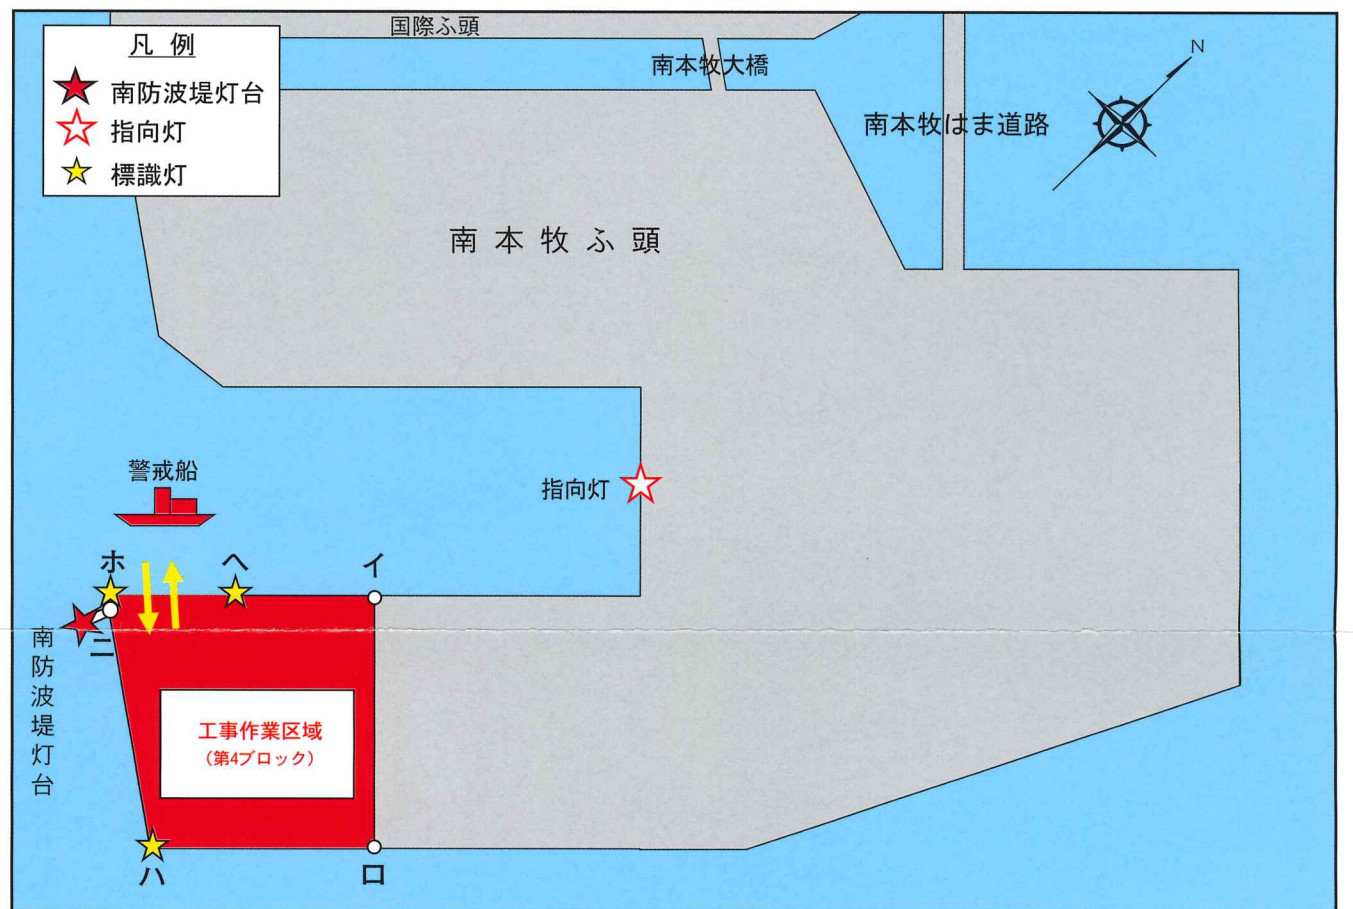 国際ふ頭
凡 例
南防波堤灯台
指向灯
標識灯
南本牧大橋
N
南本牧はま道路
南本牧ふ頭
警戒船
指向灯
ホ
ヘ
イ
ニ
南防波堤灯台
工事作業区域
(第4ブロック)
ハ
ロ